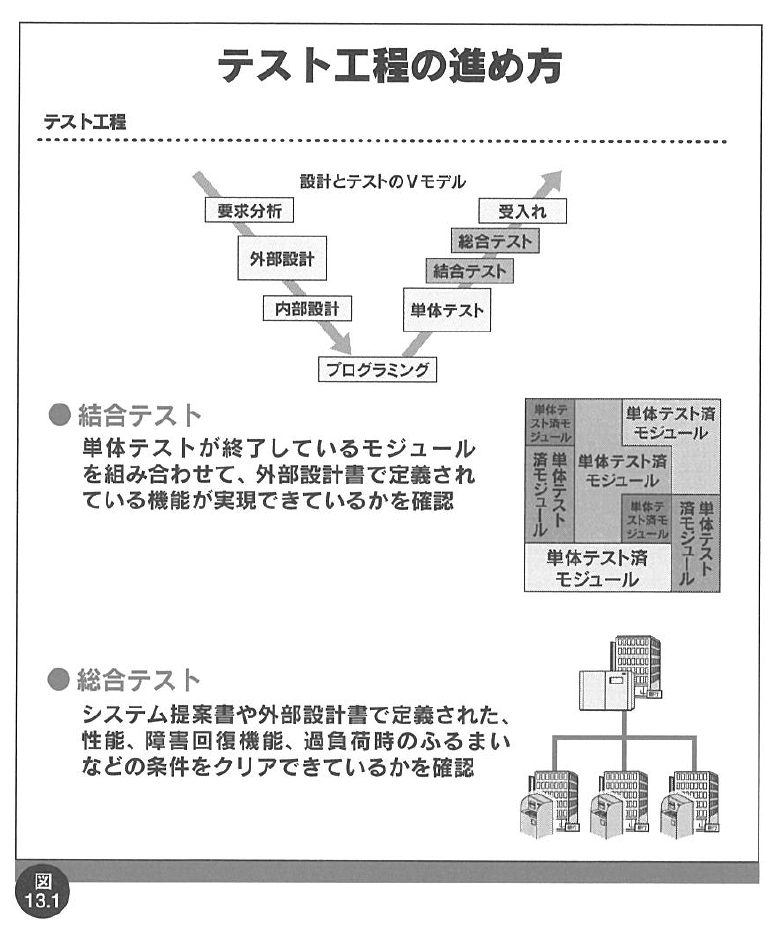 テスト工程の進め方
テスト工程
設計とテストのVモデル
要求分析
外部設計
内部設計
プログラミング
受入れ
総合テスト
結合テスト
単体テスト
●結合テスト
単体テストが終了しているモジュール
を組み合わせて、外部設計書で定義され
ている機能が実現できているかを確認
単体テ
スト済モ
ジュール
単体テスト済
モジュール
単体テスト
済モジュール
単体テスト済
モジュール
単体テ
スト済モ
ジュール
単体テスト
済モジュール
単体テスト済
モジュール
●総合テスト
システム提案書や外部設計書で定義された、
性能、障害回復機能、過負荷時のふるまい
などの条件をクリアできているかを確認
図
13.1